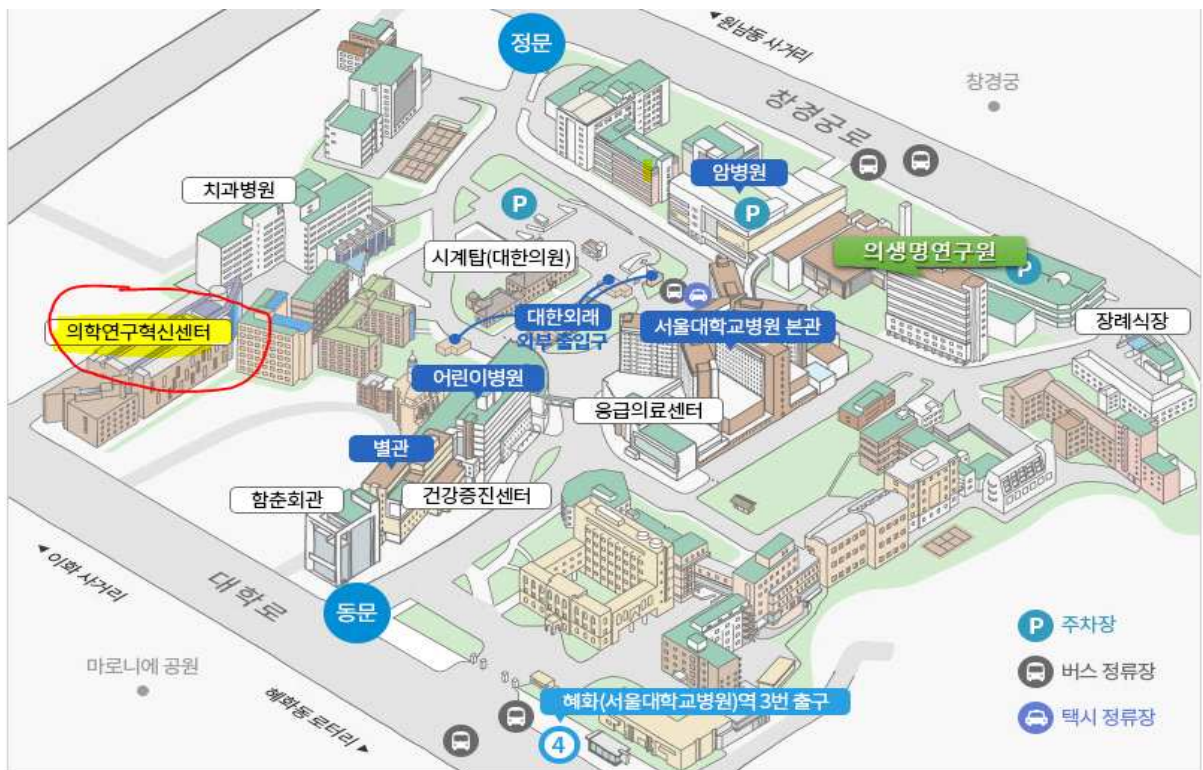 정문
◀원남동 사거리
창경궁
창경궁로
암병원
P
치과병원
P
시계탑(대한의원)
의생명연구원
P
의학연구혁신센터
대한외래
외부 출입구
서울대학교병원 본관
장례식장
어린이병원
응급의료센터
별관
건강증진센터
함춘회관
◀이화 사거리
대학로
동문
P 주차장
마로니에 공원
버스 정류장
혜화동 로터리▶
혜화(서울대학교병원)역 3번 출구
택시 정류장
4